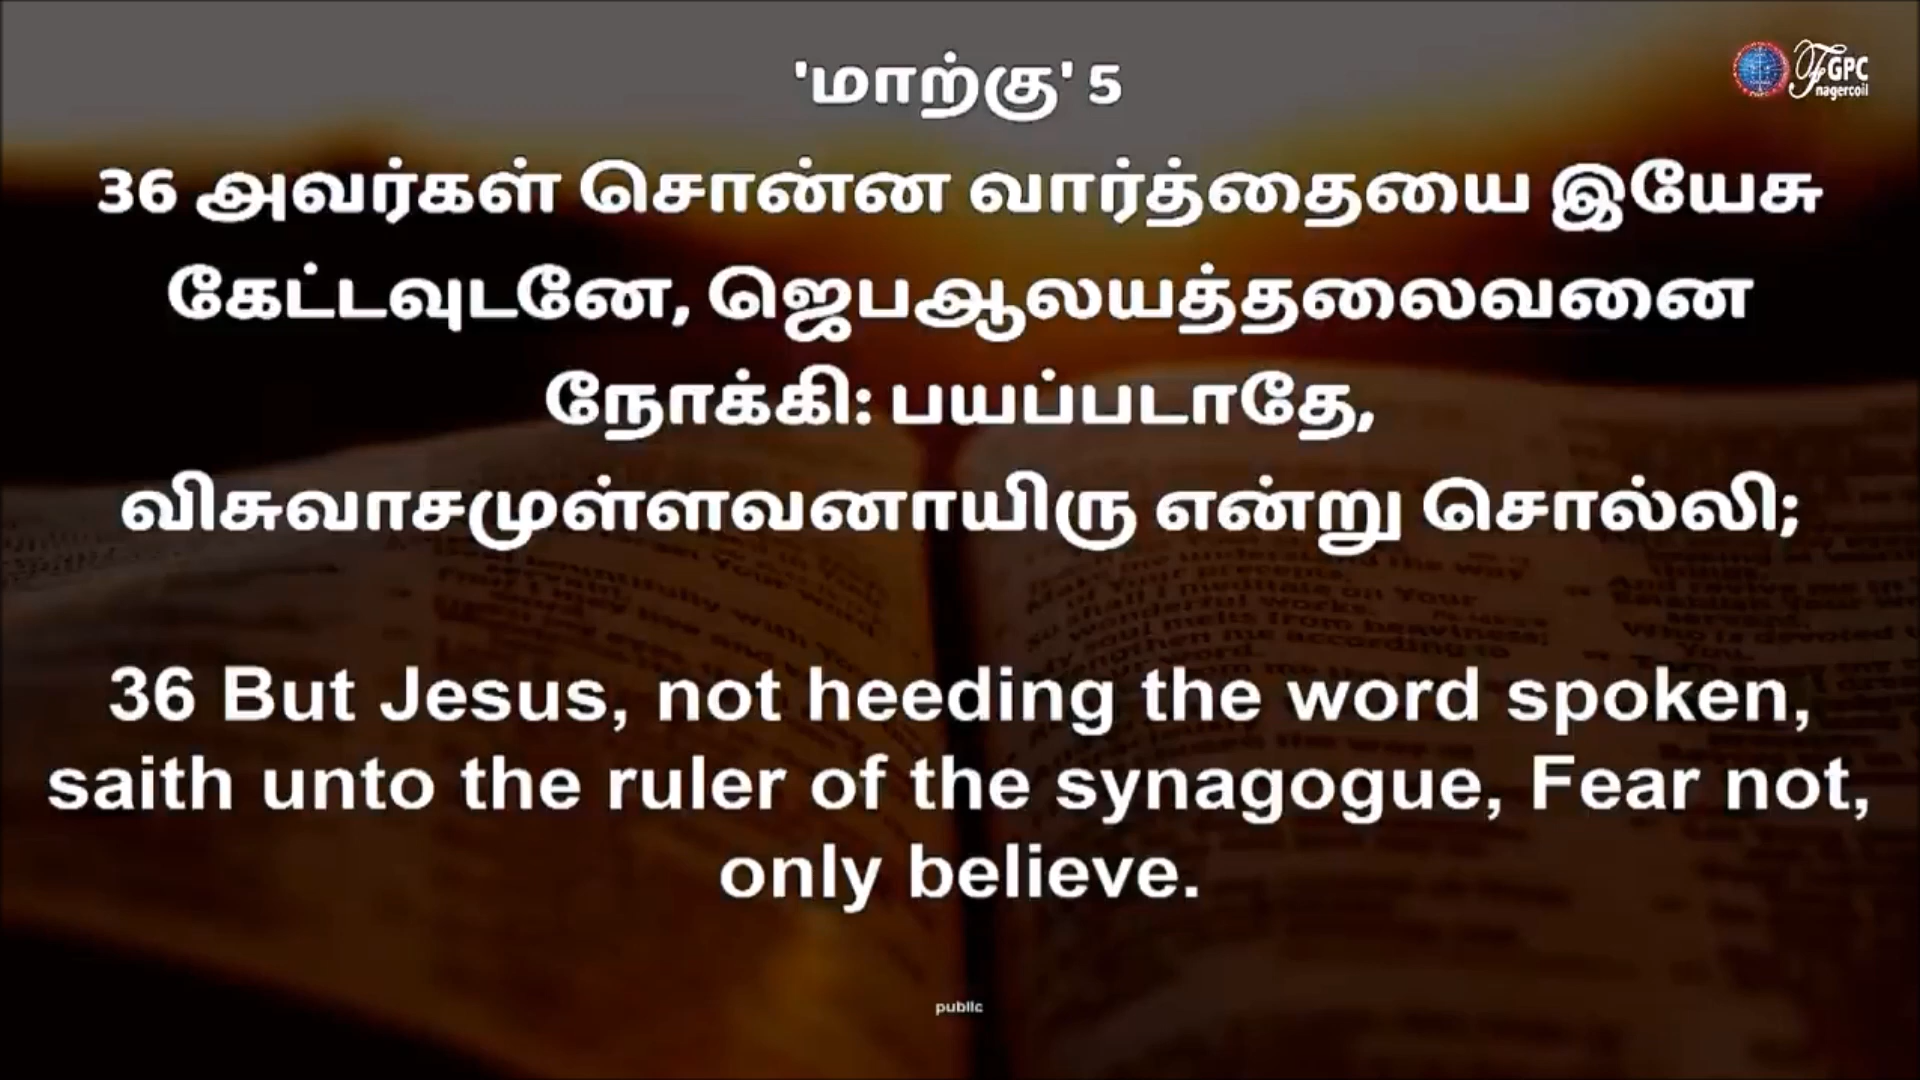 'மாற்கு' 5
FGPC
nagercoil
36 அவர்கள் சொன்ன வார்த்தையை இயேசு
கேட்டவுடனே, ஜெபஆலயத்தலைவனை
நோக்கி: பயப்படாதே,
விசுவாசமுள்ளவனாயிரு என்று சொல்லி;
36 But Jesus, not heeding the word spoken,
saith unto the ruler of the synagogue, Fear not,
only believe.
public